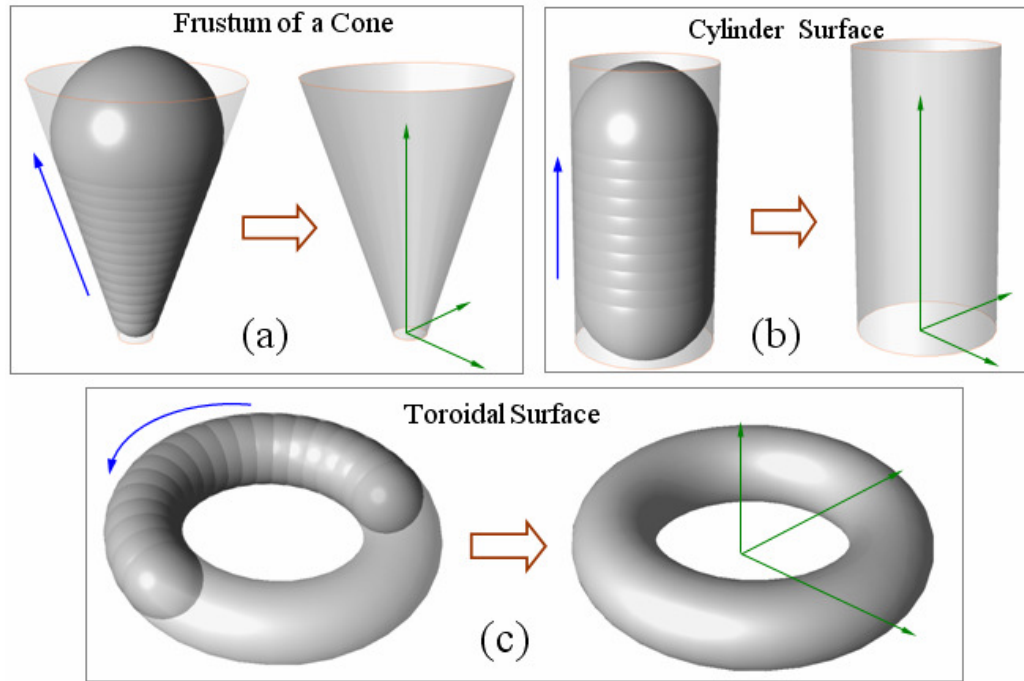 Frustum of a Cone
(a)
Cylinder Surface
(b)
Toroidal Surface
(c)